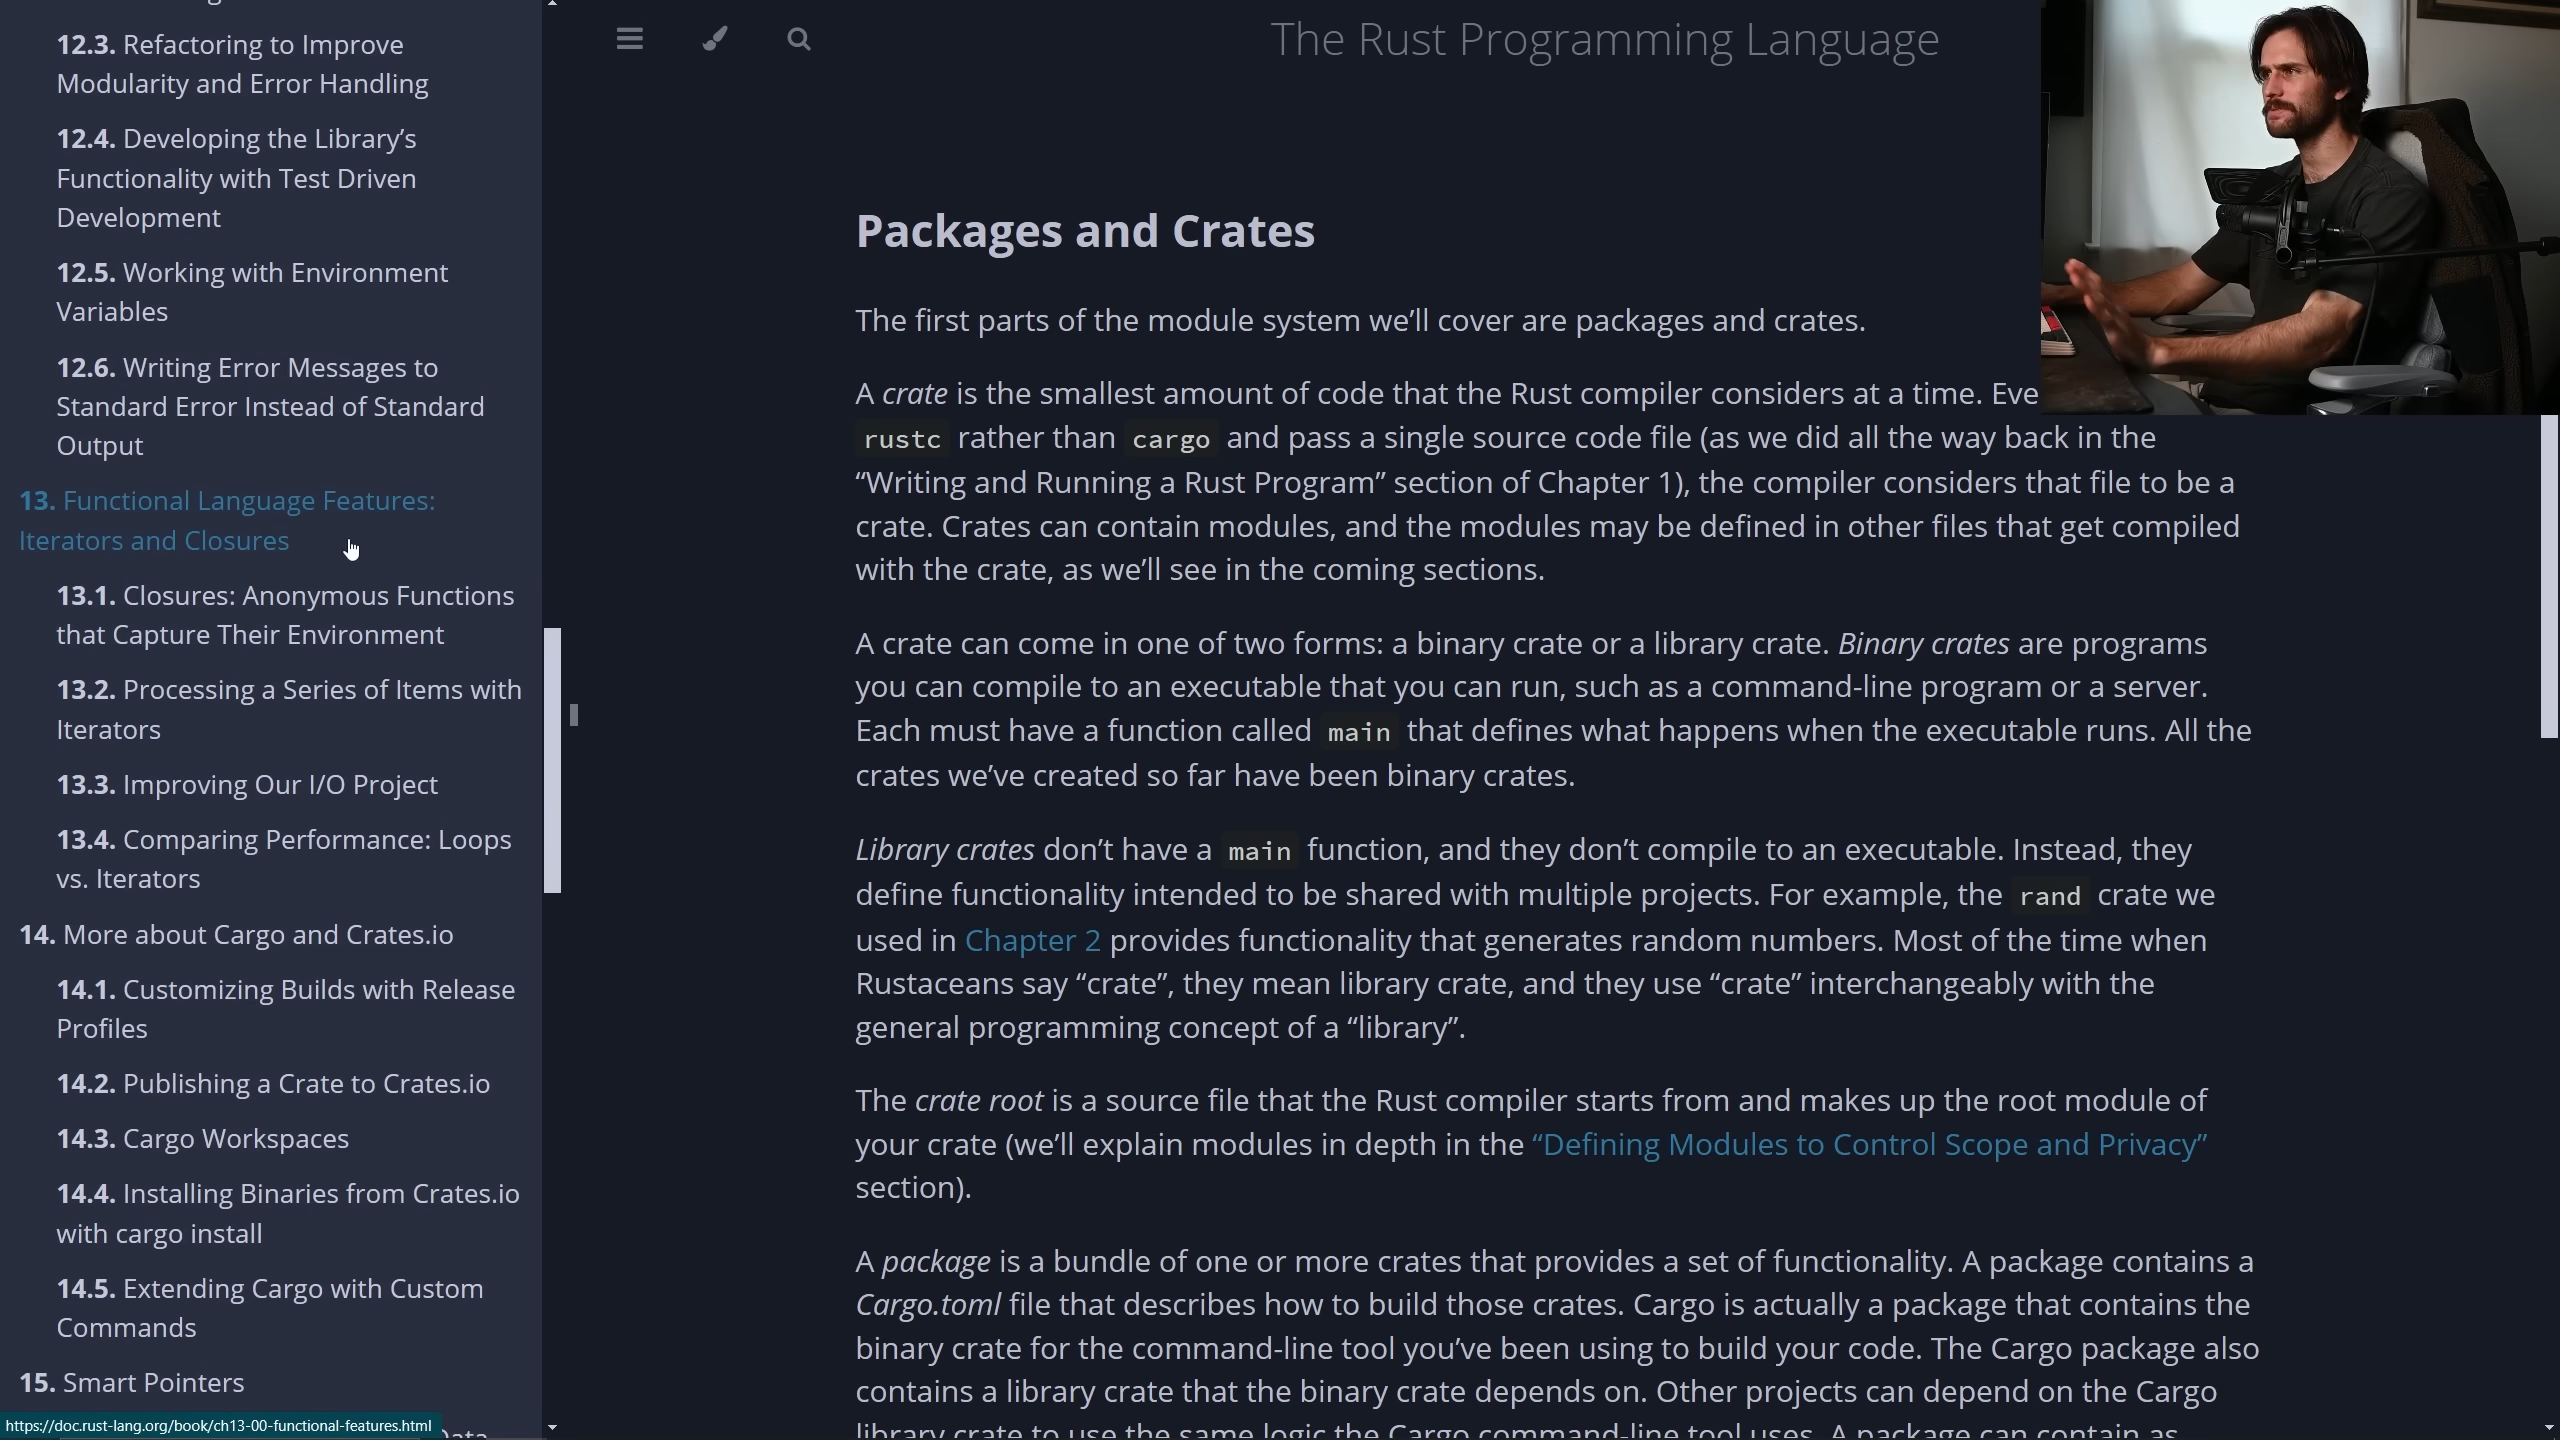 12.3. Refactoring to Improve
Modularity and Error Handling
12.4. Developing the Library’s
Functionality with Test Driven
Development
12.5. Working with Environment
Variables
12.6. Writing Error Messages to
Standard Error Instead of Standard
Output
13. Functional Language Features:
Iterators and Closures
13.1. Closures: Anonymous Functions
that Capture Their Environment
13.2. Processing a Series of Items with
Iterators
13.3. Improving Our I/O Project
13.4. Comparing Performance: Loops
vs. Iterators
14. More about Cargo and Crates.io
14.1. Customizing Builds with Release
Profiles
14.2. Publishing a Crate to Crates.io
14.3. Cargo Workspaces
14.4. Installing Binaries from Crates.io
with cargo install
14.5. Extending Cargo with Custom
Commands
15. Smart Pointers
https://doc.rust-lang.org/book/ch13-00-functional-features.html
The Rust Programming Language
Packages and Crates
The first parts of the module system we’ll cover are packages and crates.
A crate is the smallest amount of code that the Rust compiler considers at a time. Eve
rustc rather than cargo and pass a single source code file (as we did all the way back in the
“Writing and Running a Rust Program” section of Chapter 1), the compiler considers that file to be a
crate. Crates can contain modules, and the modules may be defined in other files that get compiled
with the crate, as we’ll see in the coming sections.
A crate can come in one of two forms: a binary crate or a library crate. Binary crates are programs
you can compile to an executable that you can run, such as a command-line program or a server.
Each must have a function called main that defines what happens when the executable runs. All the
crates we’ve created so far have been binary crates.
Library crates don’t have a main function, and they don’t compile to an executable. Instead, they
define functionality intended to be shared with multiple projects. For example, the rand crate we
used in Chapter 2 provides functionality that generates random numbers. Most of the time when
Rustaceans say “crate”, they mean library crate, and they use “crate” interchangeably with the
general programming concept of a “library”.
The crate root is a source file that the Rust compiler starts from and makes up the root module of
your crate (we’ll explain modules in depth in the “Defining Modules to Control Scope and Privacy”
section).
A package is a bundle of one or more crates that provides a set of functionality. A package contains a
Cargo.toml file that describes how to build those crates. Cargo is actually a package that contains the
binary crate for the command-line tool you’ve been using to build your code. The Cargo package also
contains a library crate that the binary crate depends on. Other projects can depend on the Cargo
library crate to use the same logic the Cargo command-line tool uses. A package can contain as